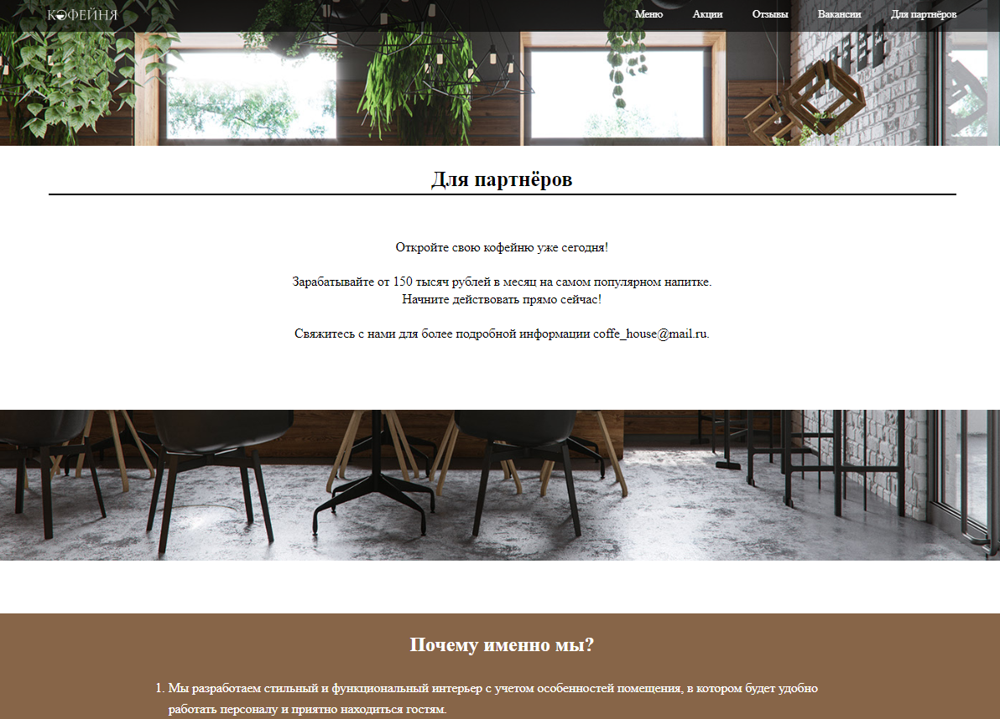 КОФЕЙНЯ
Меню Акции Отзывы Вакансии Для партнёров
Для партнёров
Откройте свою кофейню уже сегодня!
Зарабатывайте от 150 тысяч рублей в месяц на самом популярном напитке.
Начните действовать прямо сейчас!
Свяжитесь с нами для более подробной информации coffe_house@mail.ru.
Почему именно мы?
1. Мы разработаем стильный и функциональный интерьер с учетом особенностей помещения, в котором будет удобно
работать персоналу и приятно находиться гостям.